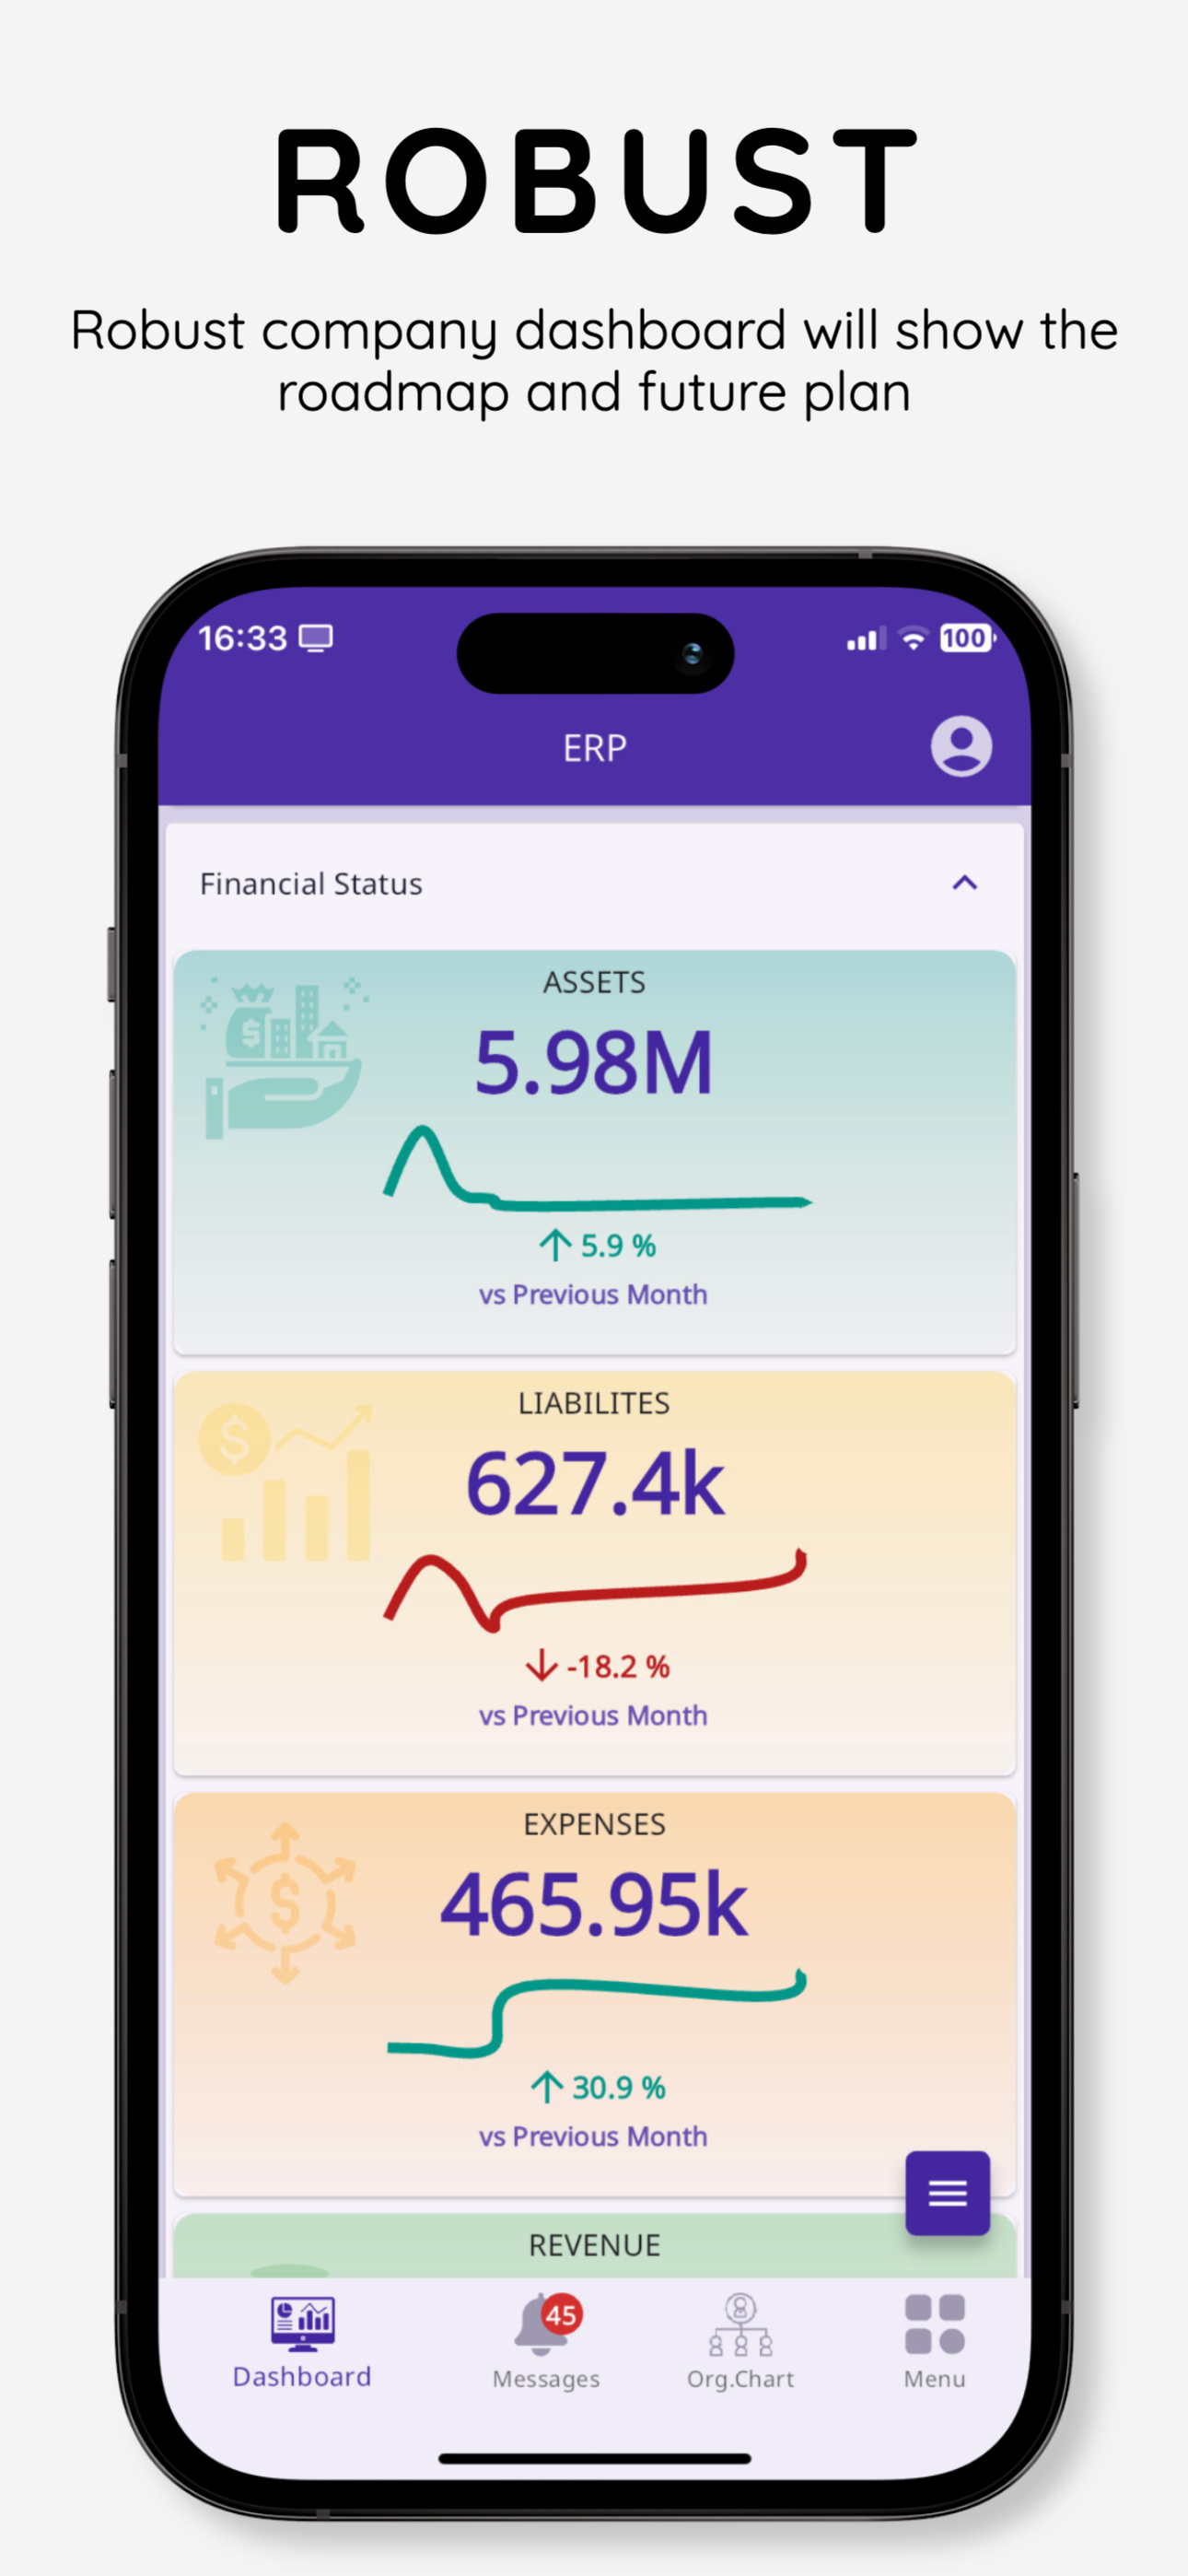 ROBUST
Robust company dashboard will show the
roadmap and future plan
16:33
100
ERP
Financial Status
ASSETS
5.98M
5.9 %
vs Previous Month
LIABILITES
627.4k
-18.2 %
vs Previous Month
EXPENSES
465.95k
30.9 %
vs Previous Month
REVENUE
45
Dashboard
Messages
Org.Chart
Menu